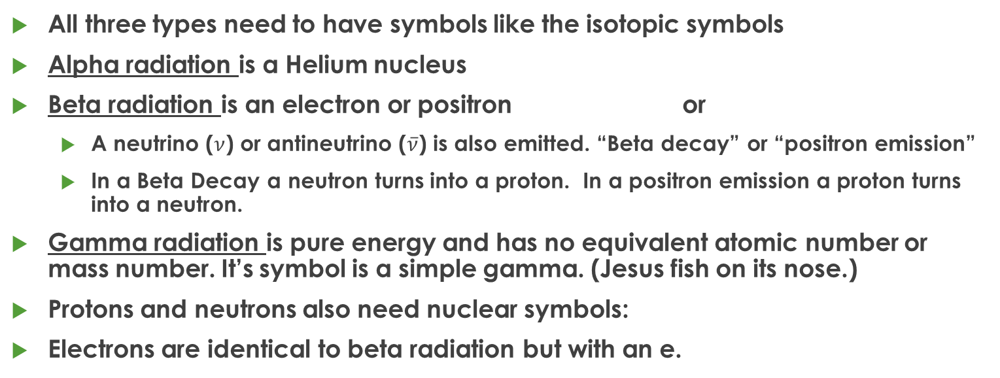 All three types need to have symbols like the isotopic symbols
Alpha radiation is a Helium nucleus
Beta radiation is an electron or positron or
A neutrino (ν) or antineutrino (ν̄) is also emitted. “Beta decay” or “positron emission”
In a Beta Decay a neutron turns into a proton.  In a positron emission a proton turns
into a neutron.
Gamma radiation is pure energy and has no equivalent atomic number or
mass number. It’s symbol is a simple gamma. (Jesus fish on its nose.)
Protons and neutrons also need nuclear symbols:
Electrons are identical to beta radiation but with an e.